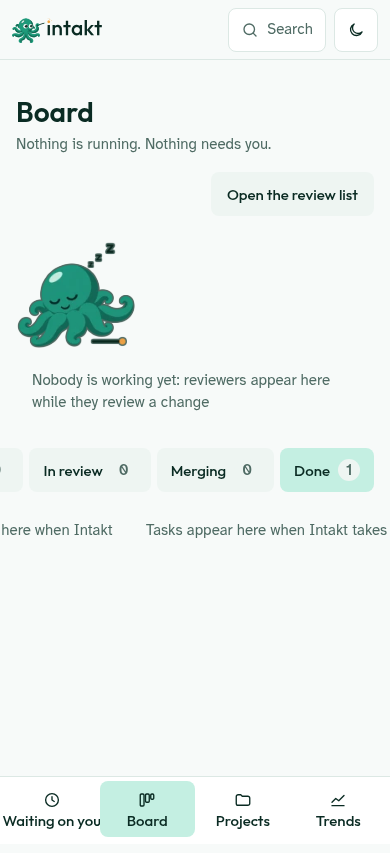 intakt
Search
Board
Nothing is running. Nothing needs you.
Open the review list
z z z
Nobody is working yet: reviewers appear here
while they review a change
In review 0
Merging 0
Done 1
here when Intakt
Tasks appear here when Intakt takes
Waiting on you
Board
Projects
Trends